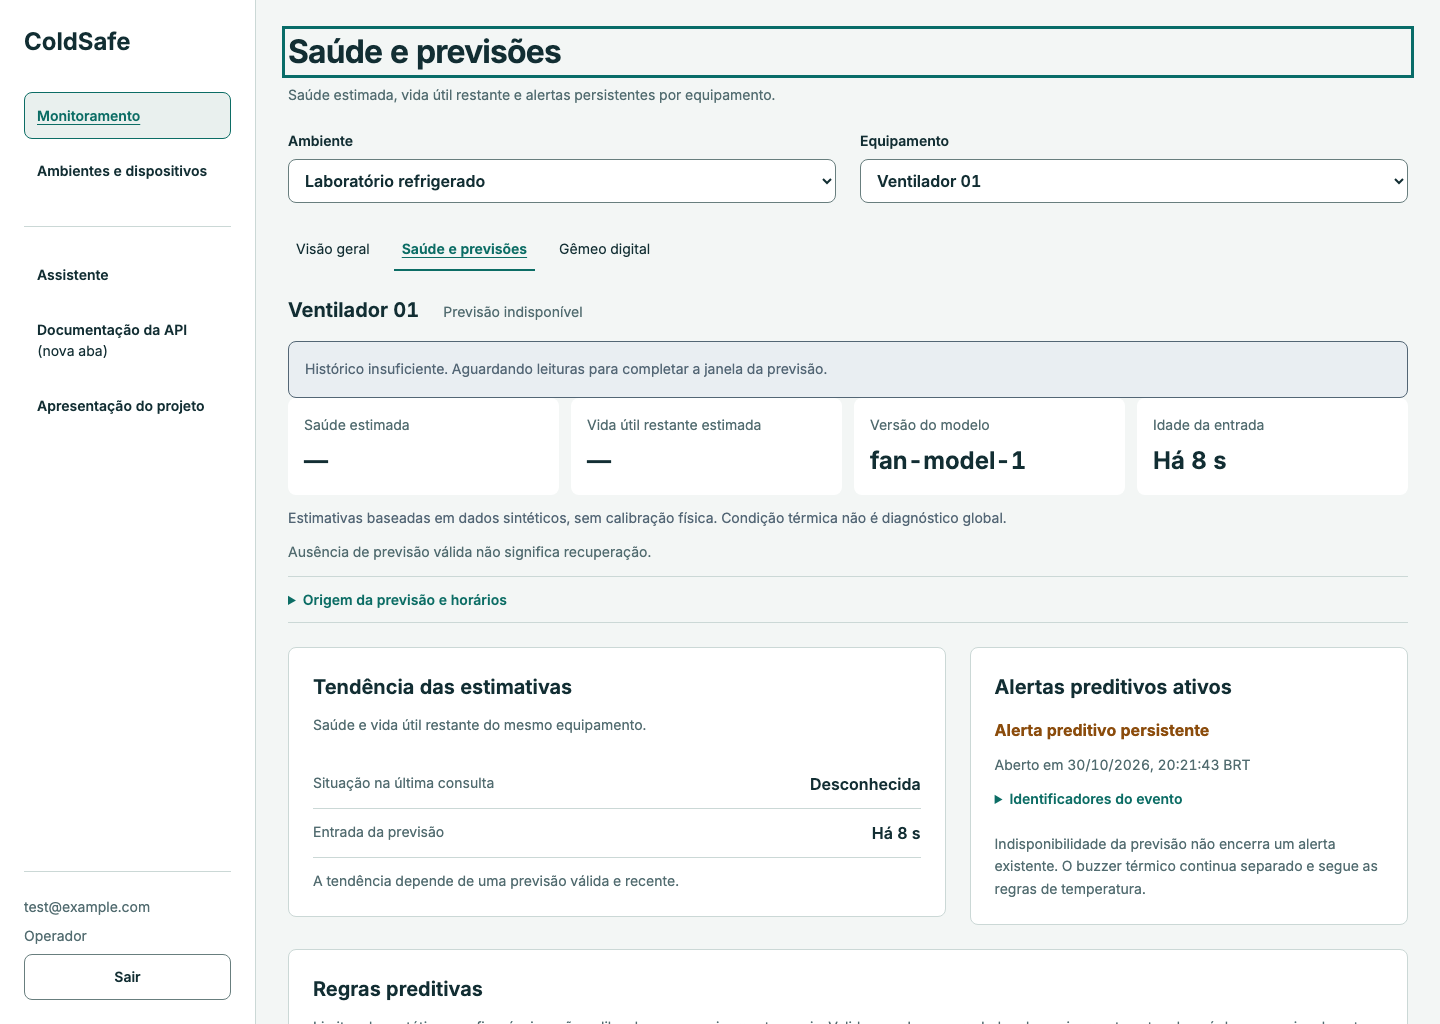 ColdSafe
Monitoramento
Ambientes e dispositivos
Assistente
Documentação da API
(nova aba)
Apresentação do projeto
test@example.com
Operador
Sair
Saúde e previsões
Saúde estimada, vida útil restante e alertas persistentes por equipamento.
Ambiente
Laboratório refrigerado
Equipamento
Ventilador 01
Visão geral
Saúde e previsões
Gêmeo digital
Ventilador 01
Previsão indisponível
Histórico insuficiente. Aguardando leituras para completar a janela da previsão.
Saúde estimada
—
Vida útil restante estimada
—
Versão do modelo
fan-model-1
Idade da entrada
Há 8 s
Estimativas baseadas em dados sintéticos, sem calibração física. Condição térmica não é diagnóstico global.
Ausência de previsão válida não significa recuperação.
Origem da previsão e horários
Tendência das estimativas
Saúde e vida útil restante do mesmo equipamento.
Situação na última consulta
Desconhecida
Entrada da previsão
Há 8 s
A tendência depende de uma previsão válida e recente.
Alertas preditivos ativos
Alerta preditivo persistente
Aberto em 30/10/2026, 20:21:43 BRT
Identificadores do evento
Indisponibilidade da previsão não encerra um alerta
existente. O buzzer térmico continua separado e segue as
regras de temperatura.
Regras preditivas